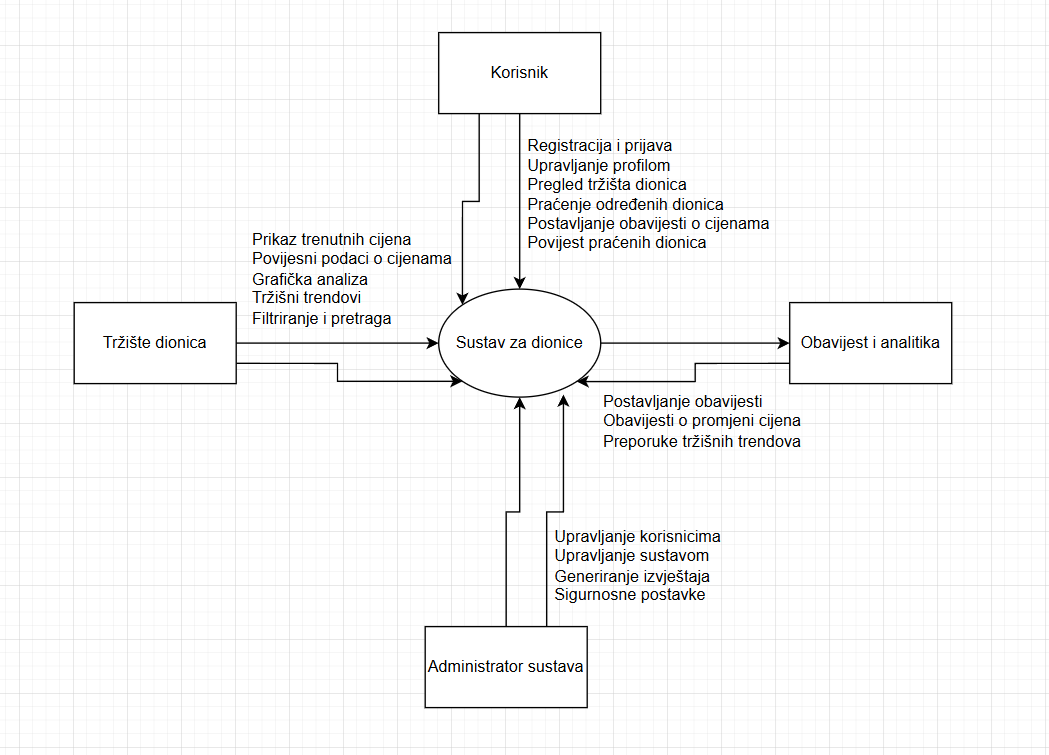 Korisnik
Registracija i prijava
Upravljanje profilom
Pregled tržišta dionica
Praćenje određenih dionica
Postavljanje obavijesti o cijenama
Povijest praćenih dionica
Prikaz trenutnih cijena
Povijesni podaci o cijenama
Grafička analiza
Tržišni trendovi
Filtriranje i pretraga
Tržište dionica
Sustav za dionice
Obavijest i analitika
Postavljanje obavijesti
Obavijesti o promjeni cijena
Preporuke tržišnih trendova
Upravljanje korisnicima
Upravljanje sustavom
Generiranje izvještaja
Sigurnosne postavke
Administrator sustava